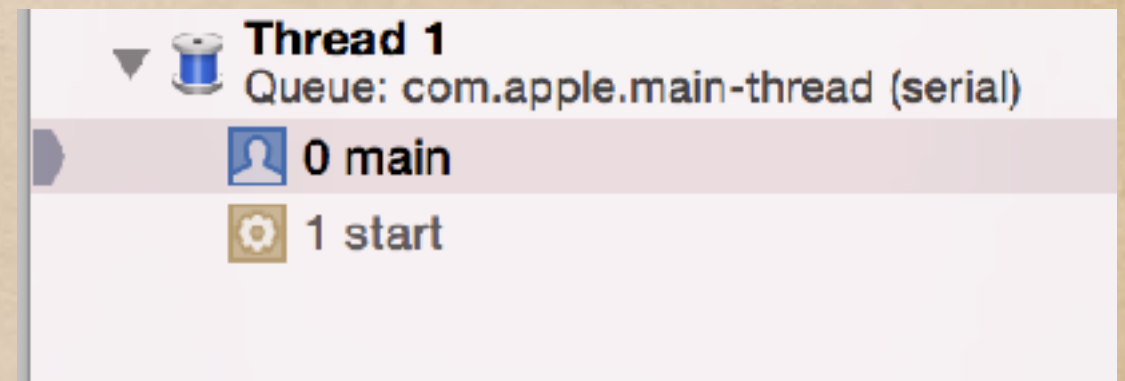 Thread 1
Queue: com.apple.main-thread (serial)
0 main
1 start